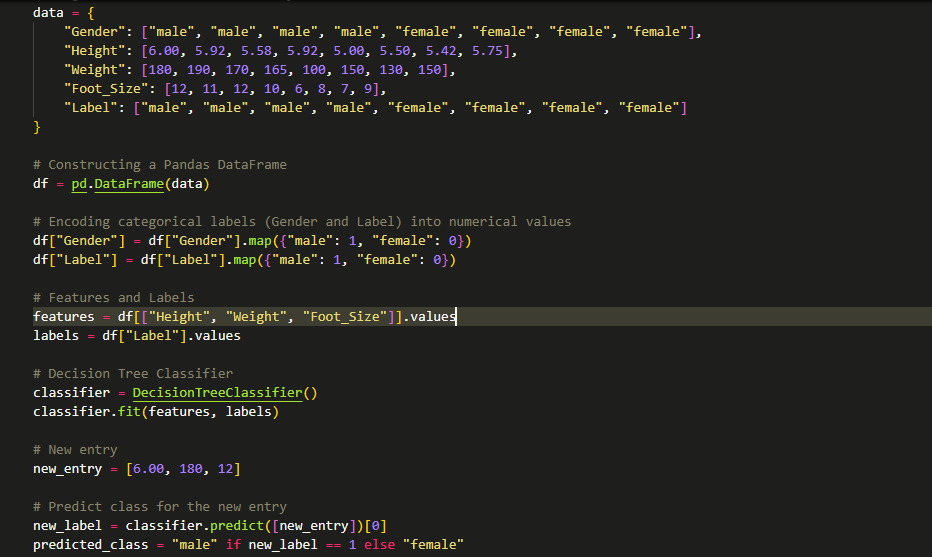 data = {
    "Gender": ["male", "male", "male", "male", "female", "female", "female", "female"],
    "Height": [6.00, 5.92, 5.58, 5.92, 5.00, 5.50, 5.42, 5.75],
    "Weight": [180, 190, 170, 165, 100, 150, 130, 150],
    "Foot_Size": [12, 11, 12, 10, 6, 8, 7, 9],
    "Label": ["male", "male", "male", "male", "female", "female", "female", "female"]
}
# Constructing a Pandas DataFrame
df = pd.DataFrame(data)
# Encoding categorical labels (Gender and Label) into numerical values
df["Gender"] = df["Gender"].map({"male": 1, "female": 0})
df["Label"] = df["Label"].map({"male": 1, "female": 0})
# Features and Labels
features = df[["Height", "Weight", "Foot_Size"]].values
labels = df["Label"].values
# Decision Tree Classifier
classifier = DecisionTreeClassifier()
classifier.fit(features, labels)
# New entry
new_entry = [6.00, 180, 12]
# Predict class for the new entry
new_label = classifier.predict([new_entry])[0]
predicted_class = "male" if new_label == 1 else "female"